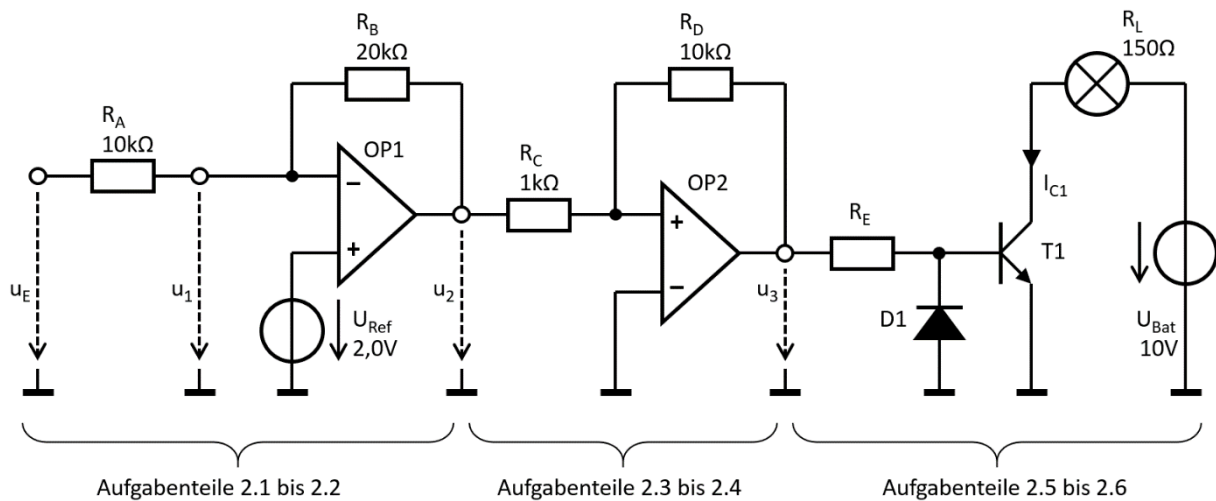 R_B
20kΩ
R_D
10kΩ
R_L
150Ω
R_A
10kΩ
OP1
R_C
1kΩ
OP2
I_C1
R_E
T1
−
+
+
−
u_E
u_1
U_Ref
2,0V
u_2
u_3
D1
U_Bat
10V
Aufgabenteile 2.1 bis 2.2
Aufgabenteile 2.3 bis 2.4
Aufgabenteile 2.5 bis 2.6